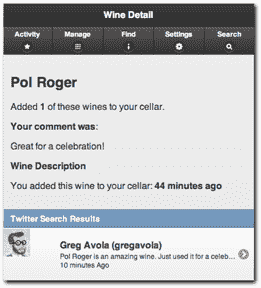 Wine Detail
Activity Manage Find Settings Search
Pol Roger
Added 1 of these wines to your cellar.
Your comment was:
Great for a celebration!
Wine Description
You added this wine to your cellar: 44 minutes ago
Twitter Search Results
Greg Avola (gregavola)
Pol Roger is an amazing wine. Just used it for a celeb...
10 minutes ago